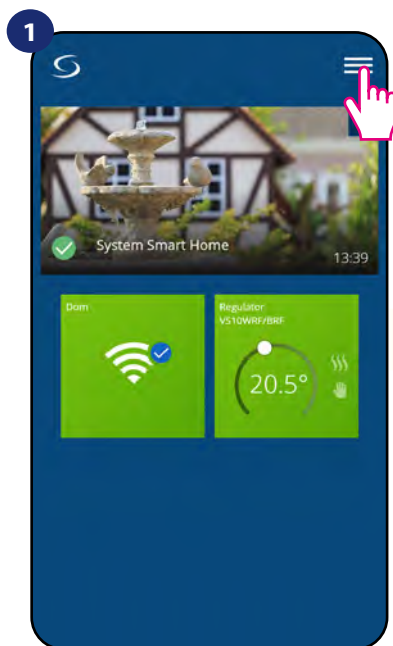 1
System Smart Home
13:39
Dom
Regulator
VS10WRF/BRF
20.5°